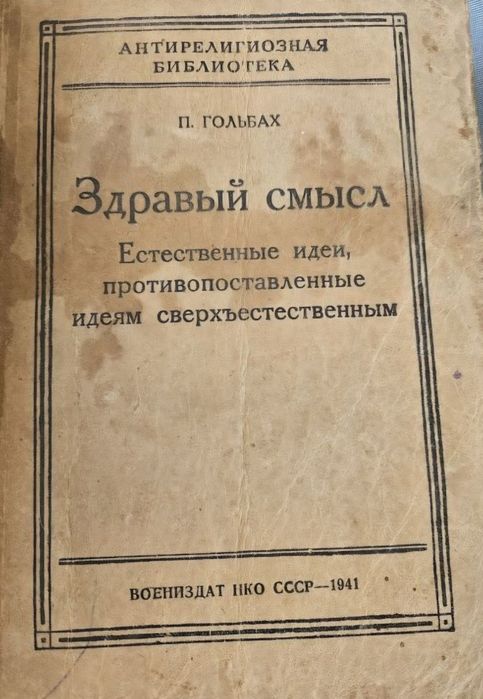 АНТИРЕЛИГИОЗНАЯ
БИБЛИОТЕКА
П. ГОЛЬБАХ
Здравый смысл
Естественные идеи,
противопоставленные
идеям сверхъестественным
ВОЕНИЗДАТ НКО СССР—1941